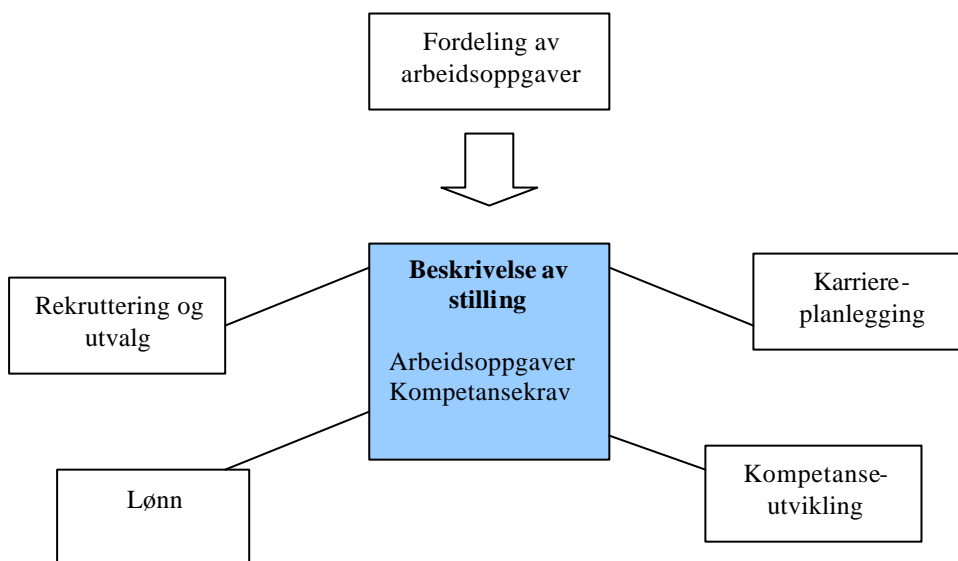 Fordeling av
arbeidsoppgaver
Beskrivelse av
stilling
Arbeidsoppgaver
Kompetansekrav
Rekruttering og
utvalg
Karriere-
planlegging
Lønn
Kompetanse-
utvikling